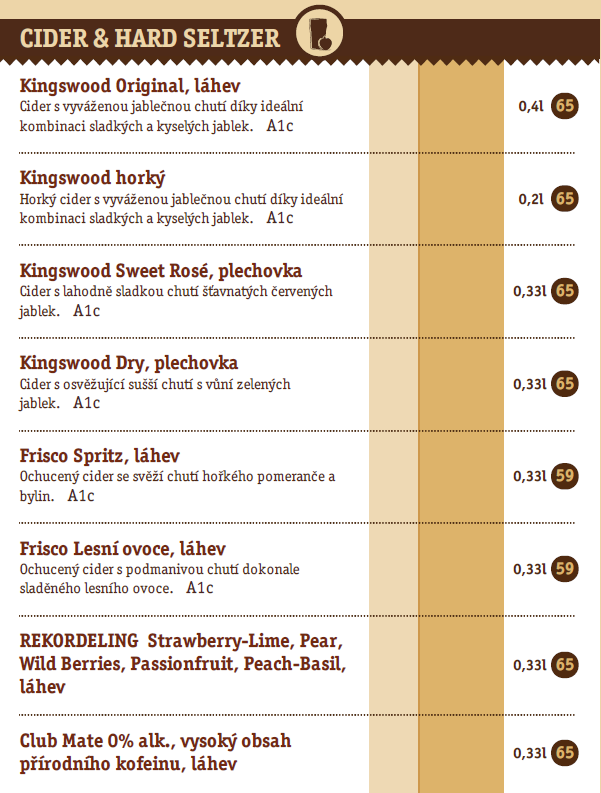 CIDER & HARD SELTZER
Kingswood Original, láhev
Cider s vyváženou jablečnou chutí díky ideální
kombinaci sladkých a kyselých jablek. A1c
0,4l 65
Kingswood horký
Horký cider s vyváženou jablečnou chutí díky ideální
kombinaci sladkých a kyselých jablek. A1c
0,2l 65
Kingswood Sweet Rosé, plechovka
Cider s lahodně sladkou chutí šťavnatých červených
jablek. A1c
0,33l 65
Kingswood Dry, plechovka
Cider s osvěžující sušší chutí s vůní zelených
jablek. A1c
0,33l 65
Frisco Spritz, láhev
Ochucený cider se svěží chutí hořkého pomeranče a
bylin. A1c
0,33l 59
Frisco Lesní ovoce, láhev
Ochucený cider s podmanivou chutí dokonale
sladěného lesního ovoce. A1c
0,33l 59
REKORDELING Strawberry-Lime, Pear,
Wild Berries, Passionfruit, Peach-Basil,
láhev
0,33l 65
Club Mate 0% alk., vysoký obsah
přírodního kofeinu, láhev
0,33l 65